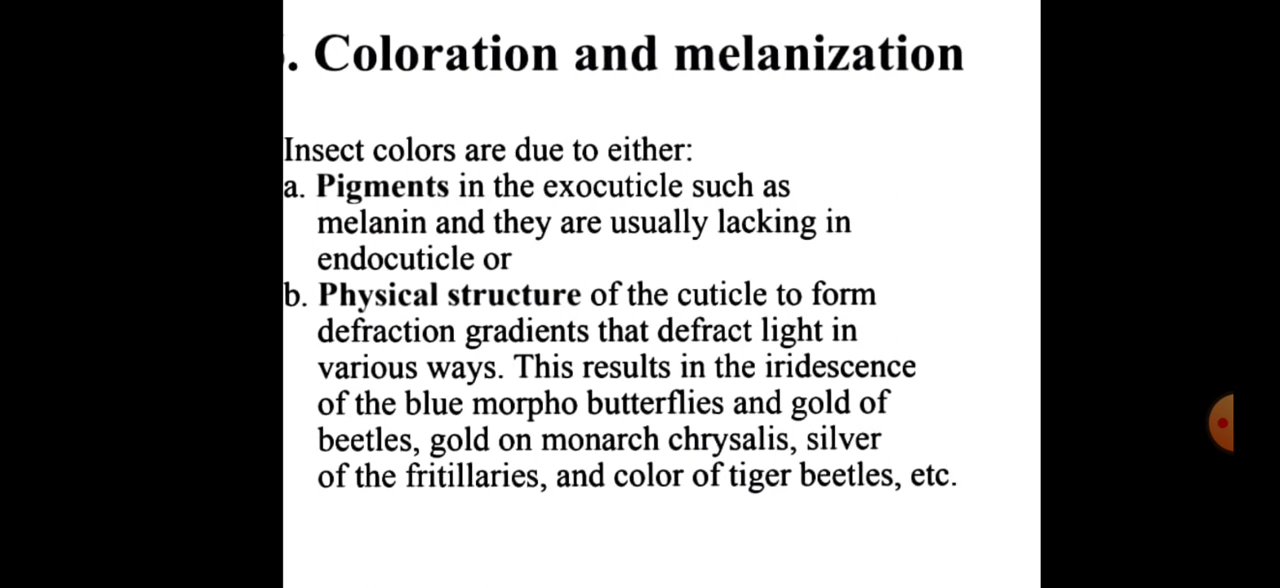 . Coloration and melanization
Insect colors are due to either:
a. Pigments in the exocuticle such as
melanin and they are usually lacking in
endocuticle or
b. Physical structure of the cuticle to form
defraction gradients that defract light in
various ways. This results in the iridescence
of the blue morpho butterflies and gold of
beetles, gold on monarch chrysalis, silver
of the fritillaries, and color of tiger beetles, etc.